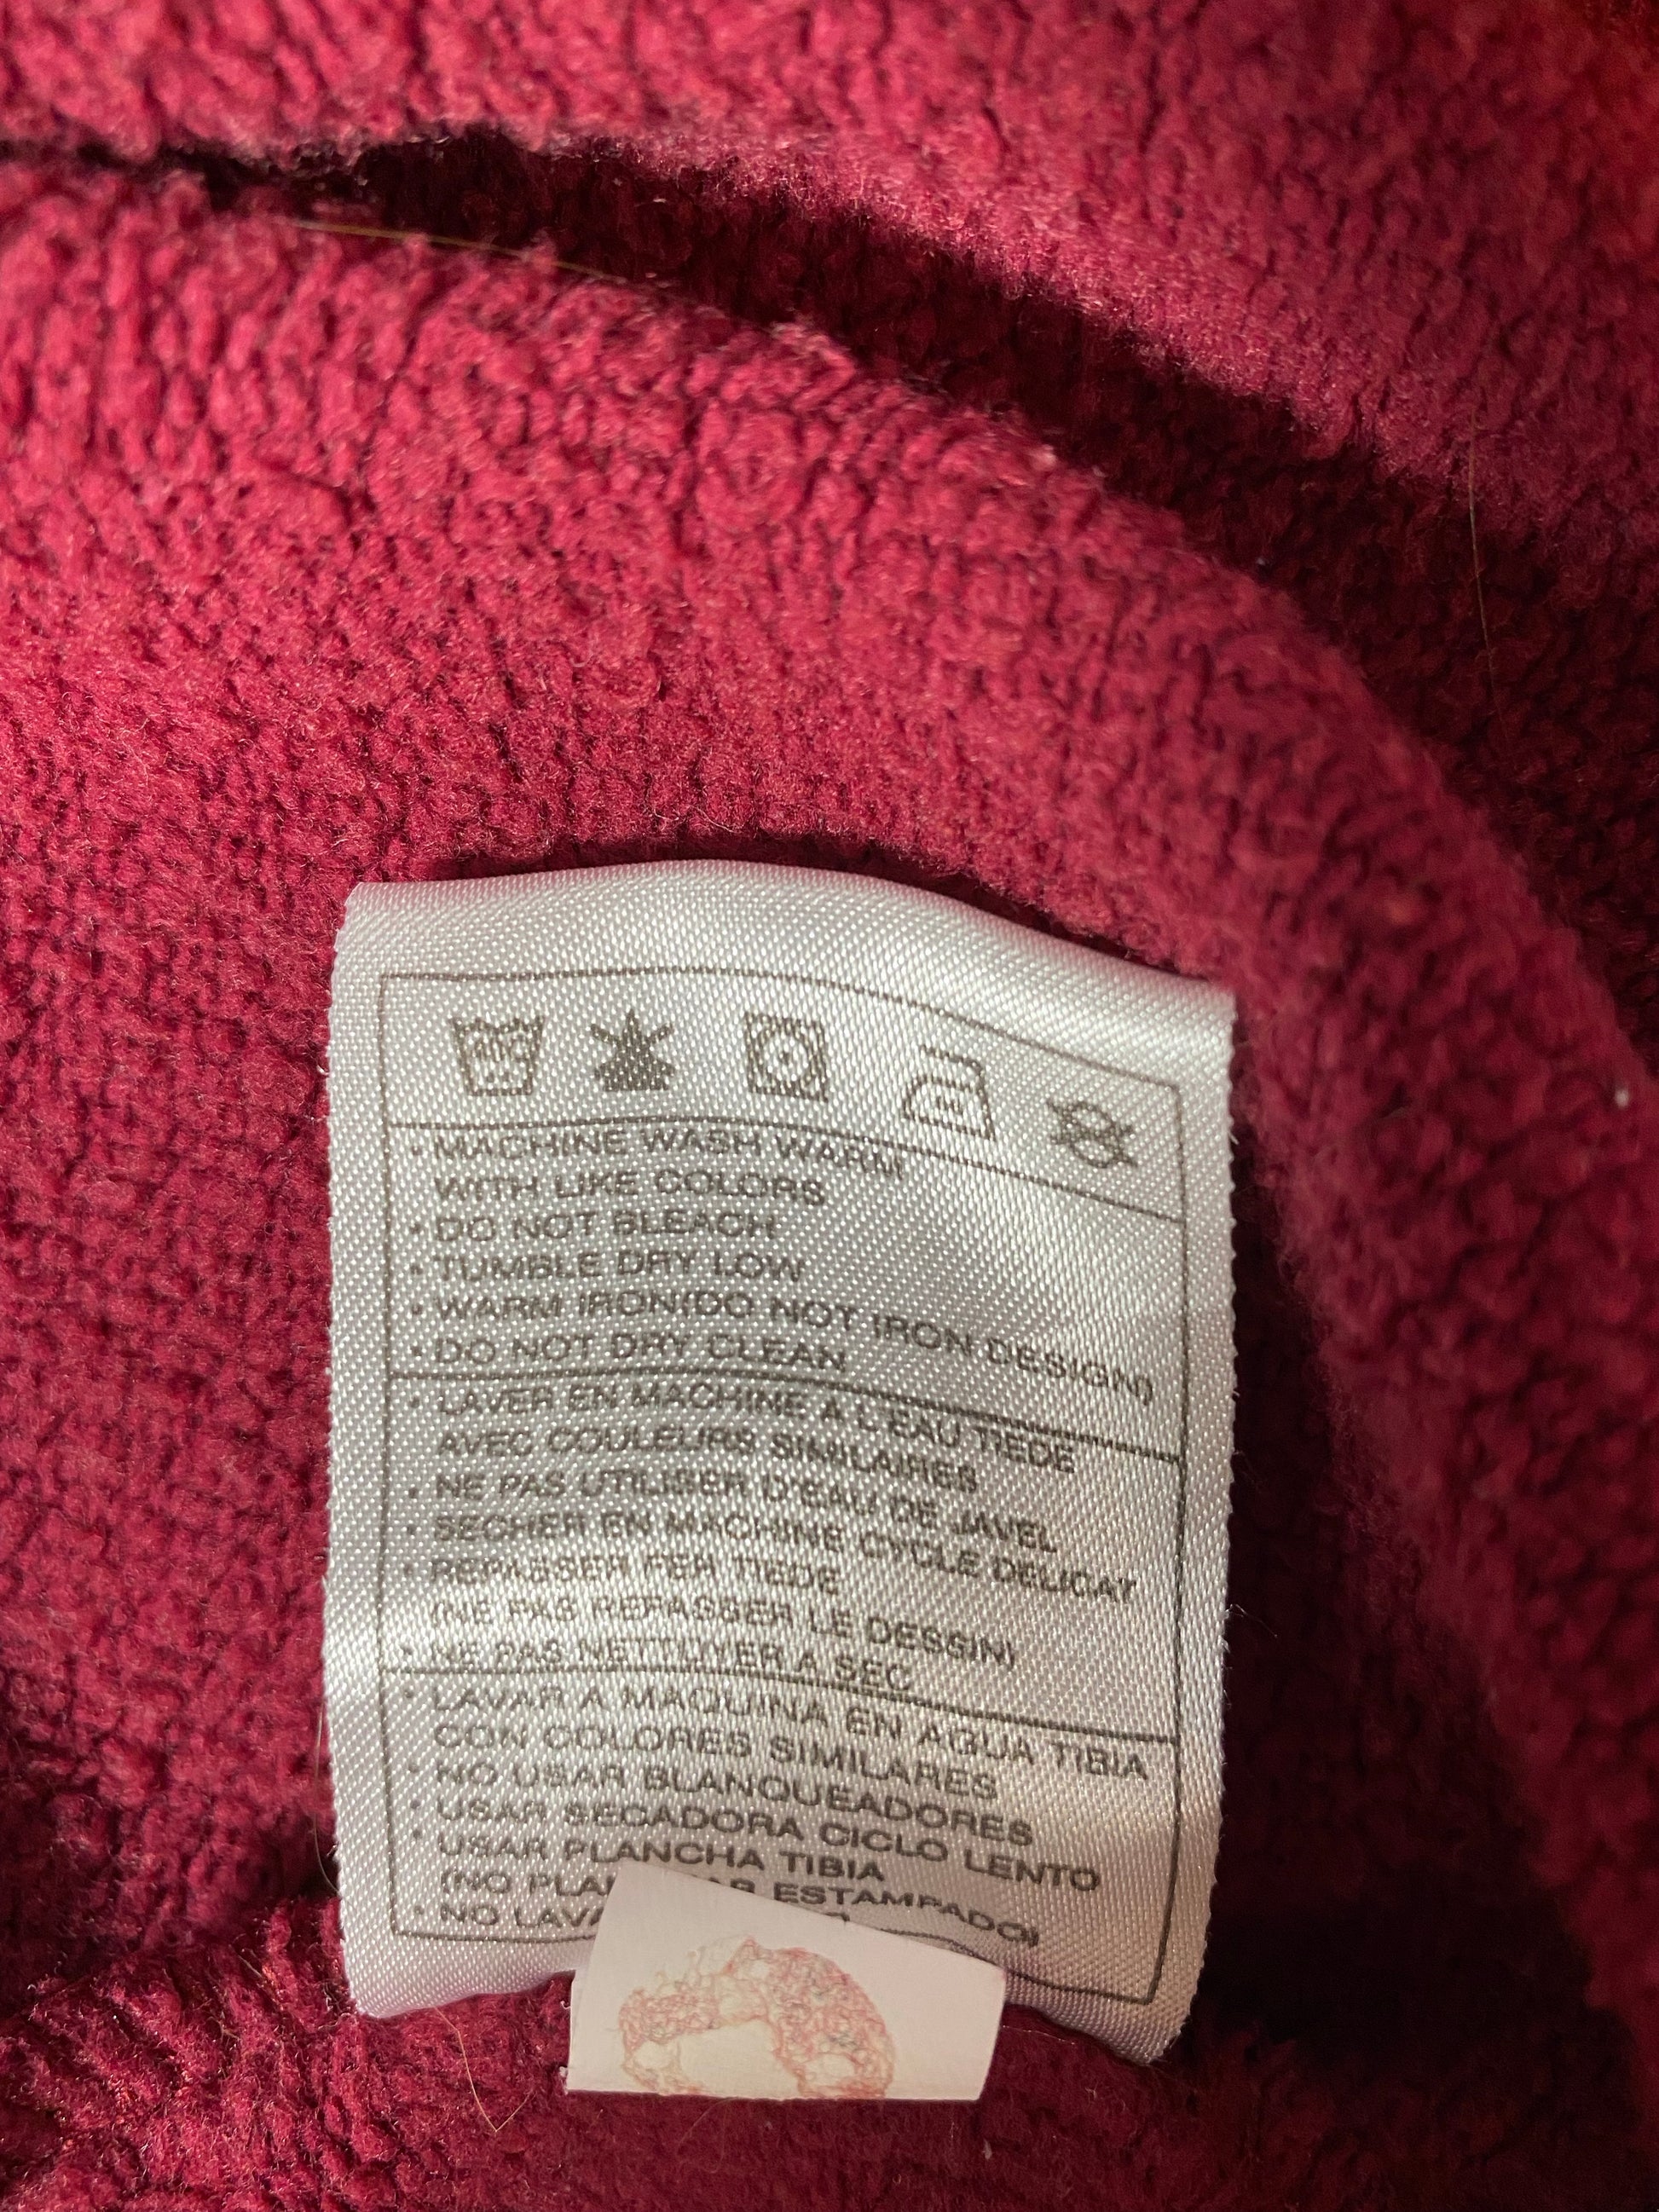 • MACHINE WASH WARM
WITH LIKE COLORS
• DO NOT BLEACH
• TUMBLE DRY LOW
• WARM IRON(DO NOT IRON DESIGN)
• DO NOT DRY CLEAN
• LAVER EN MACHINE A L'EAU TIEDE
AVEC COULEURS SIMILAIRES
• NE PAS UTILISER D'EAU DE JAVEL
• SECHER EN MACHINE CYCLE DELICAT
• REPASSER FER TIEDE
(NE PAS REPASSER LE DESSIN)
• NE PAS NETTOYER A SEC
• LAVAR A MAQUINA EN AGUA TIBIA
CON COLORES SIMILARES
• NO USAR BLANQUEADORES
• USAR SECADORA CICLO LENTO
• USAR PLANCHA TIBIA
(NO ESTAMPADO)
• NO